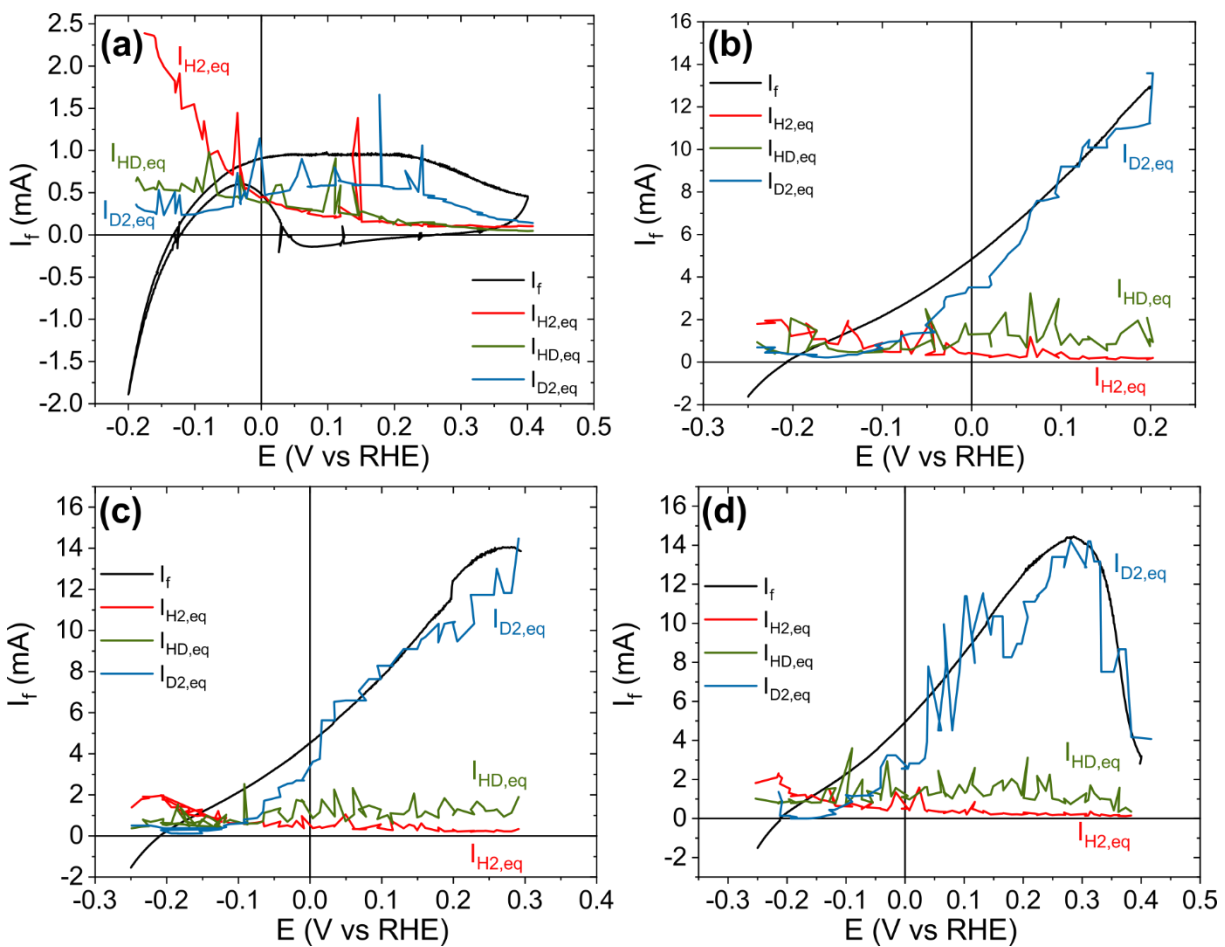 (a)
I_H2,eq
I_HD,eq
I_D2,eq
I_f
I_H2,eq
I_HD,eq
I_D2,eq
2.5
2.0
1.5
1.0
0.5
0.0
-0.5
-1.0
-1.5
-2.0
I_f (mA)
-0.2 -0.1 0.0 0.1 0.2 0.3 0.4 0.5
E (V vs RHE)
(b)
I_f
I_H2,eq
I_HD,eq
I_D2,eq
I_D2,eq
I_HD,eq
I_H2,eq
16
14
12
10
8
6
4
2
0
-2
I_f (mA)
-0.3 -0.2 -0.1 0.0 0.1 0.2
E (V vs RHE)
(c)
I_f
I_H2,eq
I_HD,eq
I_D2,eq
I_D2,eq
I_HD,eq
I_H2,eq
16
14
12
10
8
6
4
2
0
-2
I_f (mA)
-0.3 -0.2 -0.1 0.0 0.1 0.2 0.3 0.4
E (V vs RHE)
(d)
I_f
I_H2,eq
I_HD,eq
I_D2,eq
I_D2,eq
I_HD,eq
I_H2,eq
16
14
12
10
8
6
4
2
0
-2
I_f (mA)
-0.3 -0.2 -0.1 0.0 0.1 0.2 0.3 0.4 0.5
E (V vs RHE)